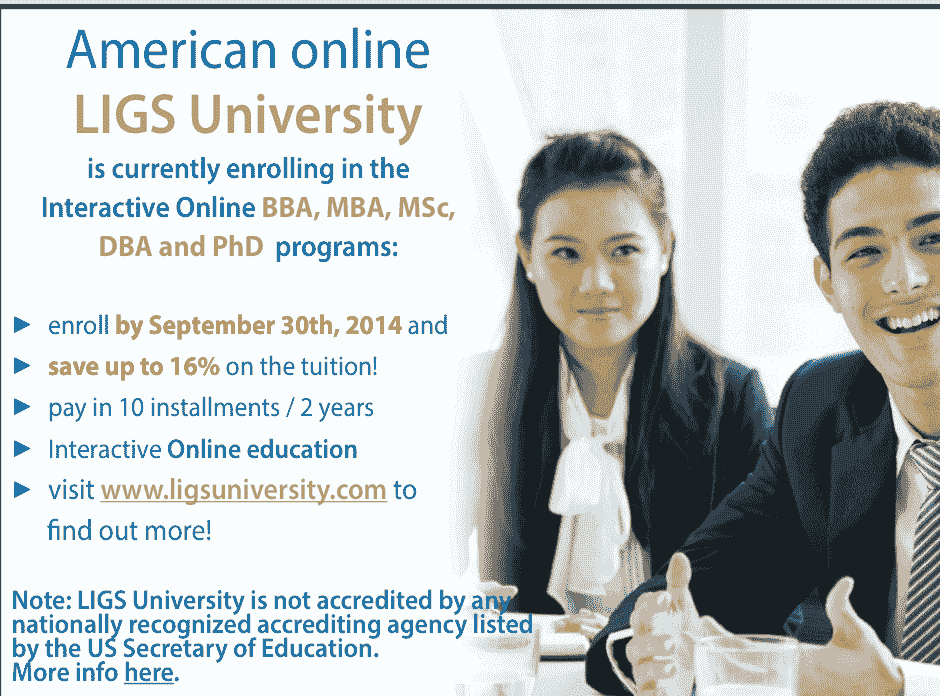 American online
LIGS University
is currently enrolling in the
Interactive Online BBA, MBA, MSc,
DBA and PhD programs:
► enroll by September 30th, 2014 and
► save up to 16% on the tuition!
► pay in 10 installments / 2 years
► Interactive Online education
► visit www.ligsuniversity.com to
find out more!
Note: LIGS University is not accredited by any
nationally recognized accrediting agency listed
by the US Secretary of Education.
More info here.